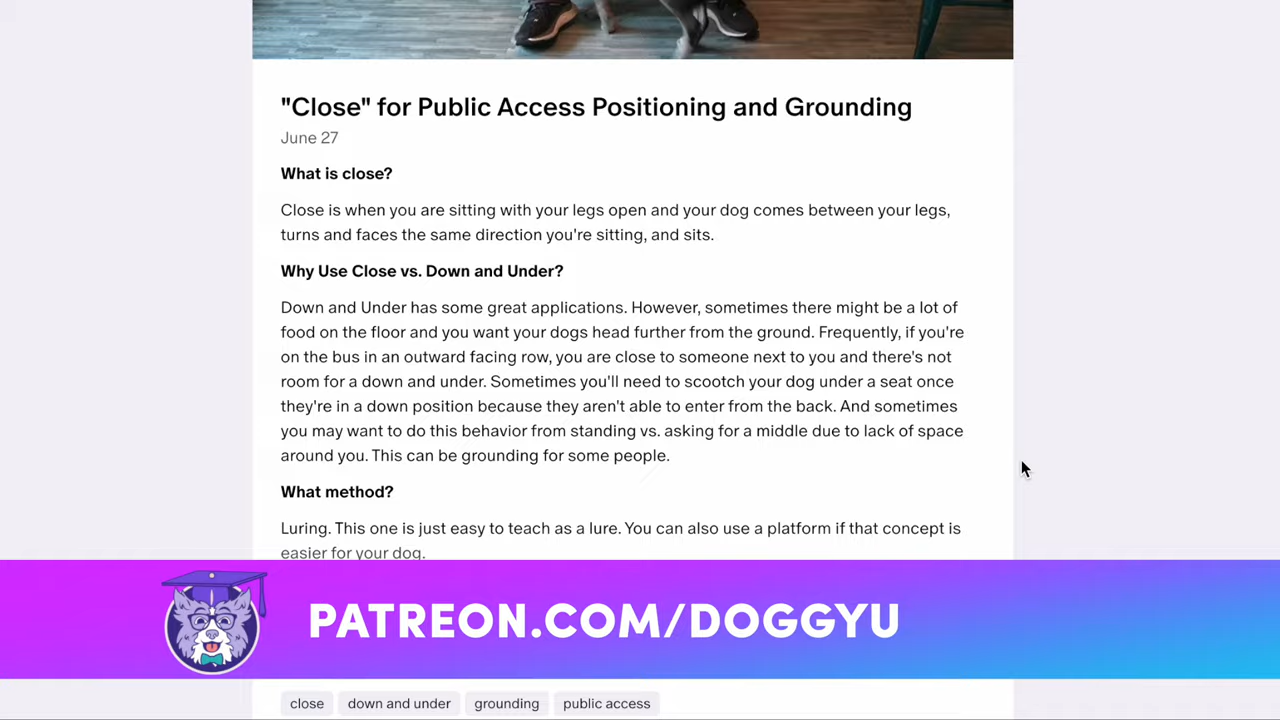 "Close" for Public Access Positioning and Grounding
June 27
What is close?
Close is when you are sitting with your legs open and your dog comes between your legs,
turns and faces the same direction you're sitting, and sits.
Why Use Close vs. Down and Under?
Down and Under has some great applications. However, sometimes there might be a lot of
food on the floor and you want your dogs head further from the ground. Frequently, if you're
on the bus in an outward facing row, you are close to someone next to you and there's not
room for a down and under. Sometimes you'll need to scootch your dog under a seat once
they're in a down position because they aren't able to enter from the back. And sometimes
you may want to do this behavior from standing vs. asking for a middle due to lack of space
around you. This can be grounding for some people.
What method?
Luring. This one is just easy to teach as a lure. You can also use a platform if that concept is
easier for your dog.
PATREON.COM/DOGGYU
close down and under grounding public access